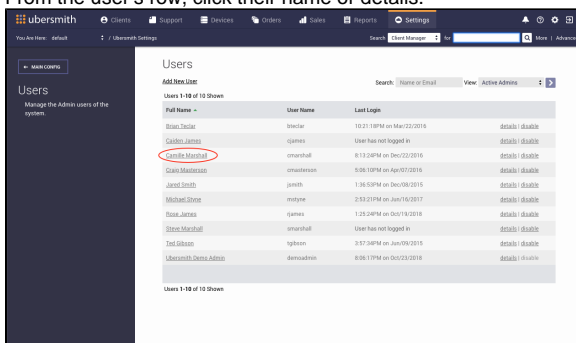 From the user's row, click their name or details.
ubersmith Clients Support Devices Orders Sales Reports Settings
You Are Here: default / Ubersmith Settings Search Client Manager for More | Advance
MAIN CONFIG
Users
Manage the Admin users of the
system.
Users
Add New User Search: Name or Email View: Active Admins
Users 1-10 of 10 Shown
Full Name User Name Last Login
Brian Teclar bteclar 10:21:18PM on Mar/22/2016 details | disable
Caiden James cjames User has not logged in details | disable
Camille Marshall cmarshall 8:13:24PM on Dec/22/2016 details | disable
Craig Masterson cmasterson 5:06:10PM on Apr/07/2016 details | disable
Jared Smith jsmith 1:36:53PM on Dec/08/2015 details | disable
Michael Styne mstyne 2:53:21PM on Jun/16/2017 details | disable
Rose James rjames 1:25:24PM on Oct/19/2018 details | disable
Steve Marshall smarshall User has not logged in details | disable
Ted Gibson tgibson 3:57:34PM on Jun/09/2015 details | disable
Ubersmith Demo Admin demoadmin 8:06:17PM on Oct/23/2018 details | disable
Users 1-10 of 10 Shown